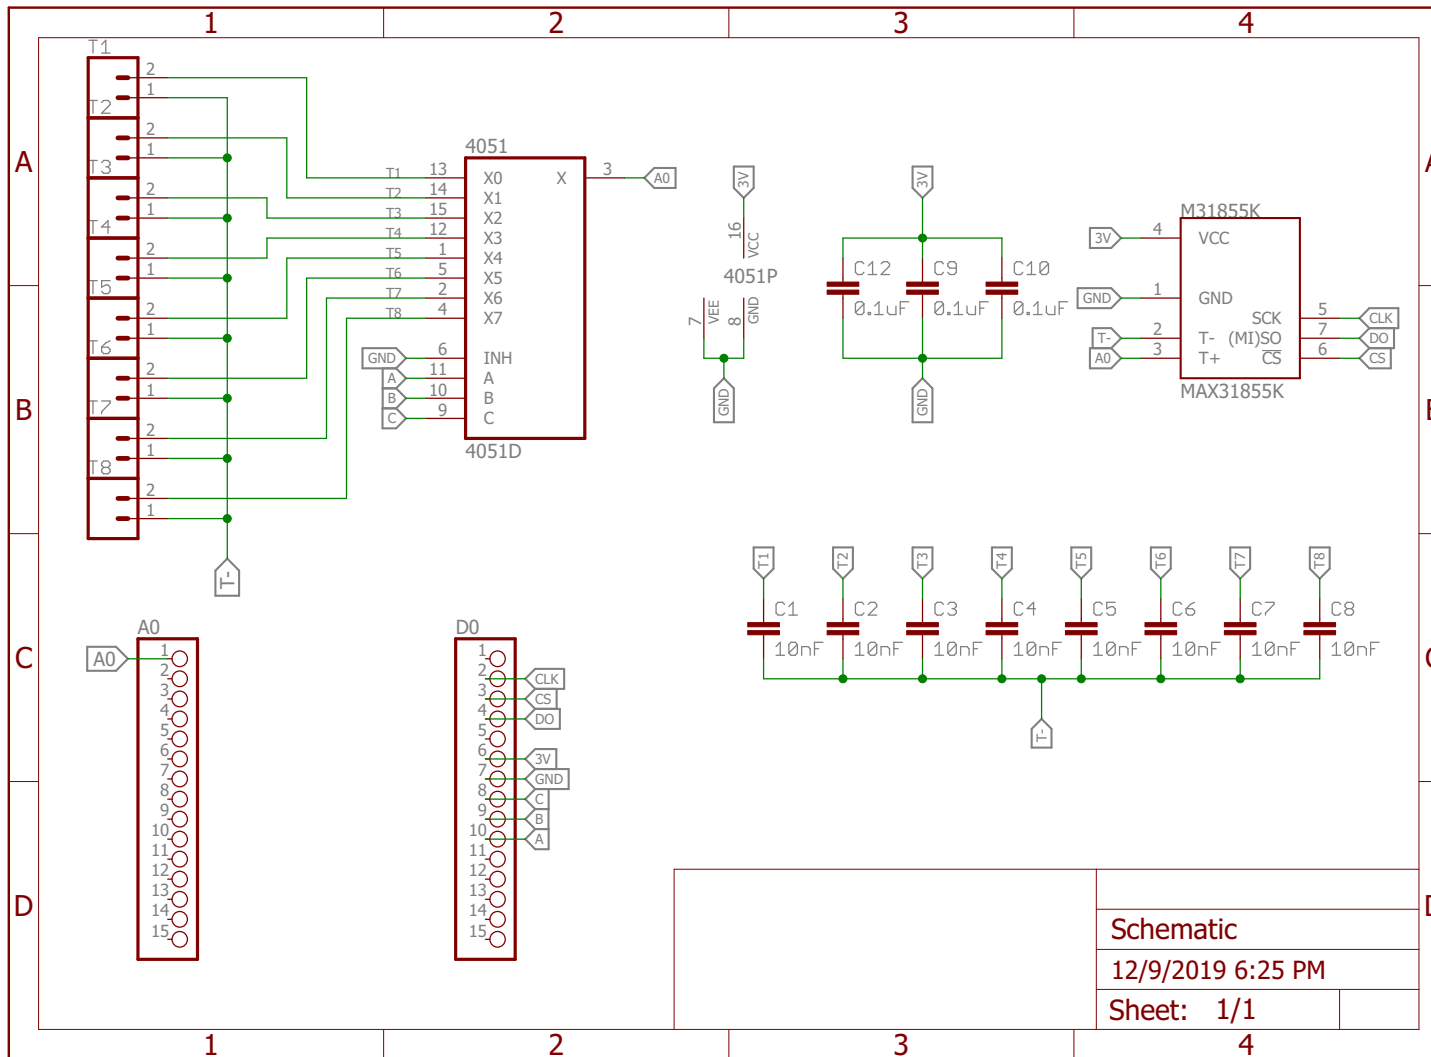 1 2 3 4
A A
B B
C C
D D
1 2 3 4
T1
2
1
T2
2
1
T3
2
1
T4
2
1
T5
2
1
T6
2
1
T7
2
1
T8
2
1
T-
4051
T1 13 X0
T2 14 X1
T3 15 X2
T4 12 X3
T5 1 X4
T6 5 X5
T7 2 X6
T8 4 X7
GND 6 INH
A 11 A
B 10 B
C 9 C
X 3 A0
4051D
3V
16 VCC
4051P
7 VEE
8 GND
GND
3V
C12 C9 C10
0.1uF 0.1uF 0.1uF
GND
M31855K
3V 4 VCC
GND 1 GND
SCK 5 CLK
T- 2 T- (MI)SO 7 DO
A0 3 T+ CS 6 CS
MAX31855K
T1 T2 T3 T4 T5 T6 T7 T8
C1 C2 C3 C4 C5 C6 C7 C8
10nF 10nF 10nF 10nF 10nF 10nF 10nF 10nF
T-
A0
A0 1
2
3
4
5
6
7
8
9
10
11
12
13
14
15
D0
1
2 CLK
3 CS
4 DO
5
6 3V
7 GND
8 C
9 B
10 A
11
12
13
14
15
Schematic
12/9/2019 6:25 PM
Sheet: 1/1